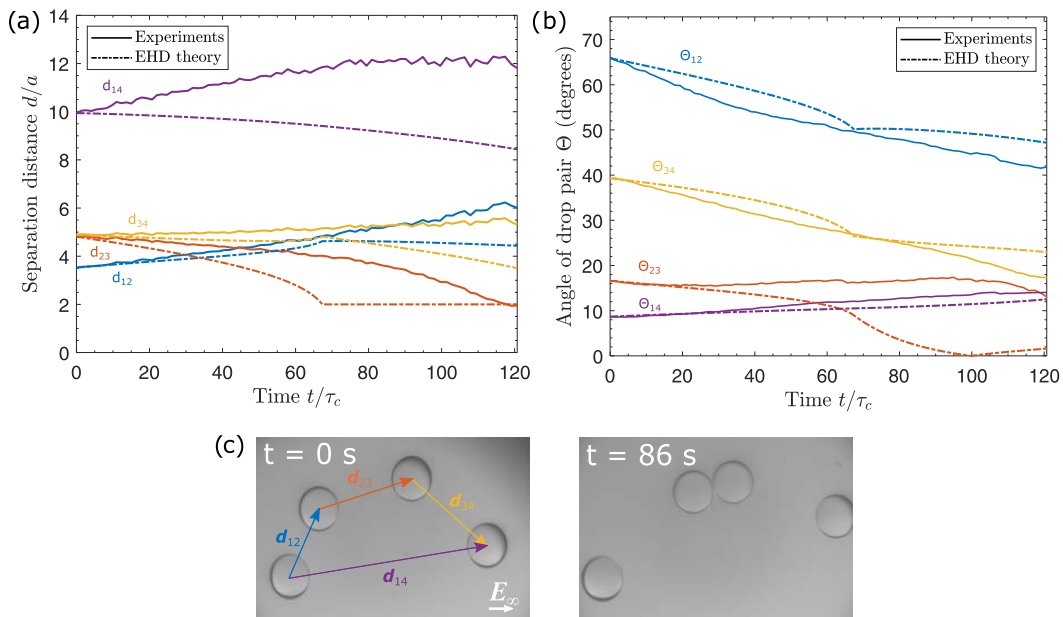 (a)
14
12
10
8
6
4
2
0
Separation distance d/a
Experiments
EHD theory
d14
d34
d23
d12
0 20 40 60 80 100 120
Time t/τc
(b)
70
60
50
40
30
20
10
0
Angle of drop pair Θ (degrees)
Experiments
EHD theory
Θ12
Θ34
Θ23
Θ14
0 20 40 60 80 100 120
Time t/τc
(c)
t = 0 s
d23
d34
d12
d14
E∞
t = 86 s